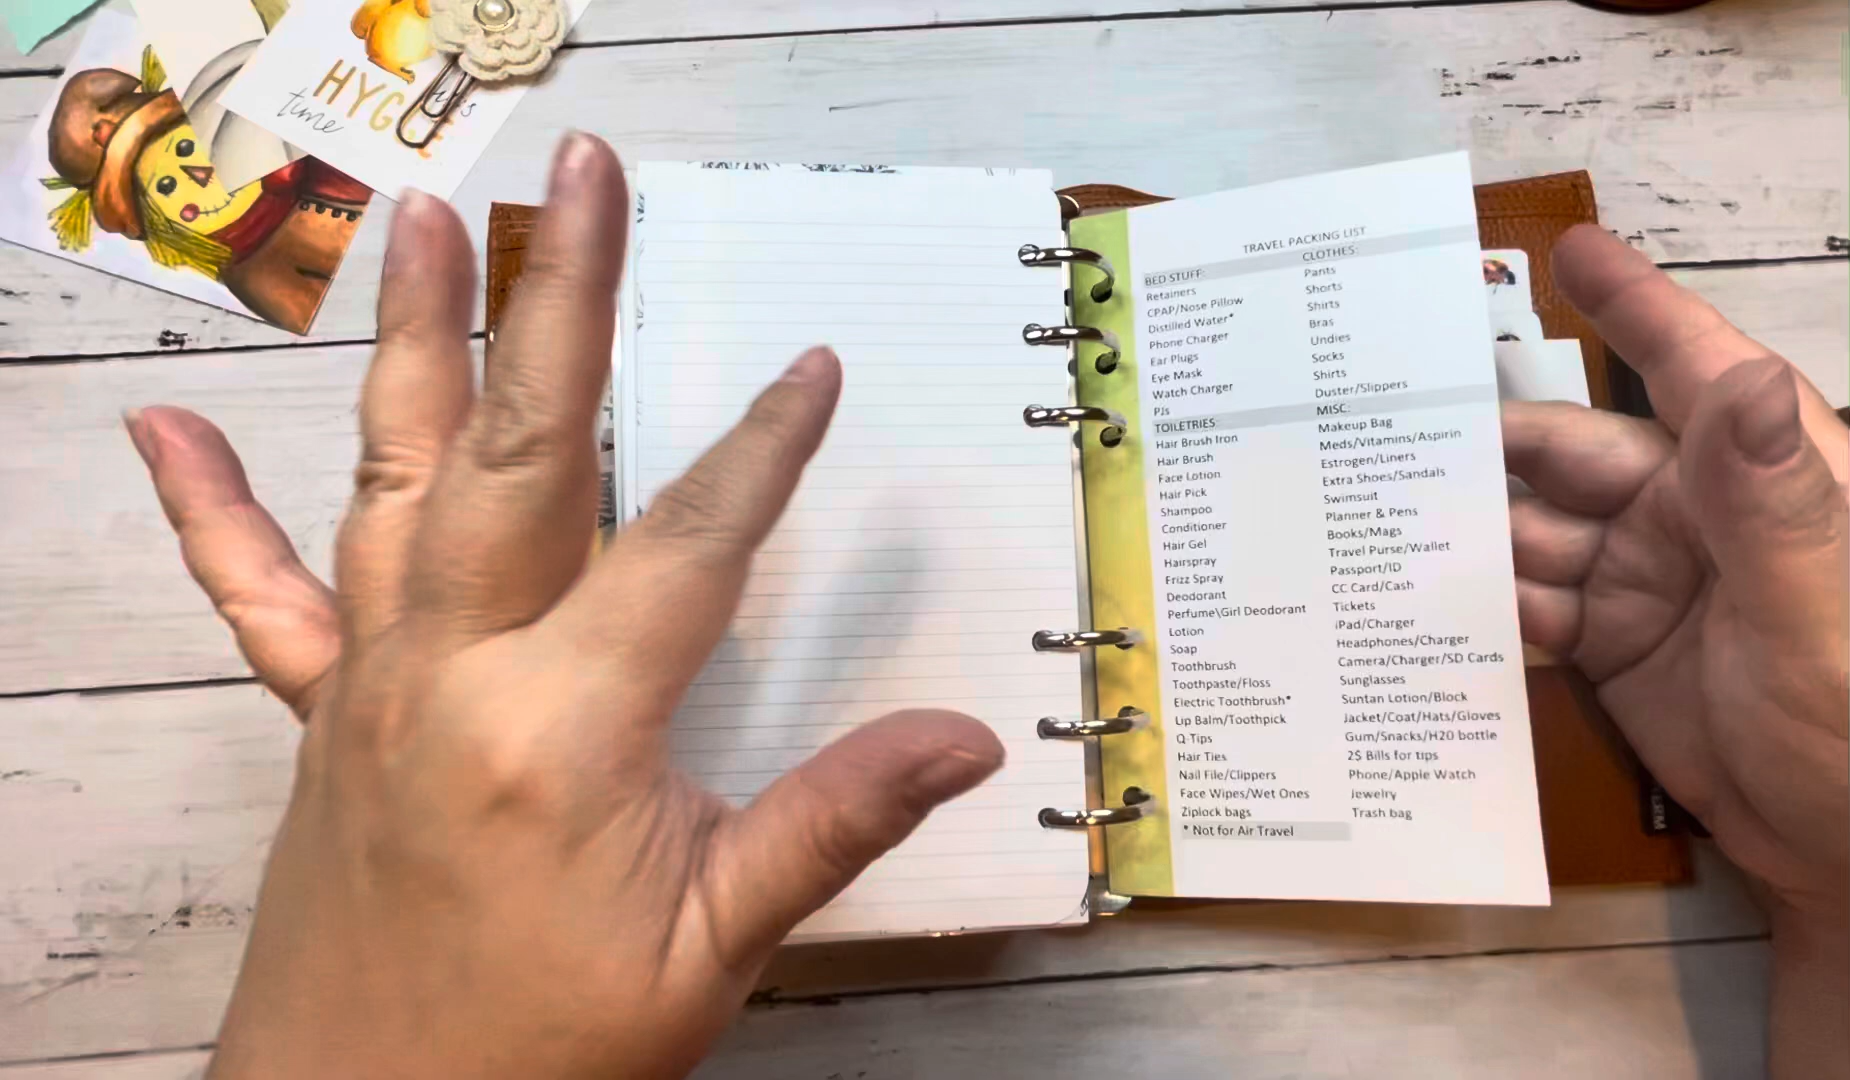 HYGGE
time
TRAVEL PACKING LIST
BED STUFF:
Retainers
CPAP/Nose Pillow
Distilled Water*
Phone Charger
Ear Plugs
Eye Mask
Watch Charger
PJs
TOILETRIES:
Hair Brush Iron
Hair Brush
Face Lotion
Hair Pick
Shampoo
Conditioner
Hair Gel
Hairspray
Frizz Spray
Deodorant
Perfume\Girl Deodorant
Lotion
Soap
Toothbrush
Toothpaste/Floss
Electric Toothbrush*
Lip Balm/Toothpick
Q-Tips
Hair Ties
Nail File/Clippers
Face Wipes/Wet Ones
Ziplock bags
* Not for Air Travel
CLOTHES:
Pants
Shorts
Shirts
Bras
Undies
Socks
Shirts
Duster/Slippers
MISC:
Makeup Bag
Meds/Vitamins/Aspirin
Estrogen/Liners
Extra Shoes/Sandals
Swimsuit
Planner & Pens
Books/Mags
Travel Purse/Wallet
Passport/ID
CC Card/Cash
Tickets
iPad/Charger
Headphones/Charger
Camera/Charger/SD Cards
Sunglasses
Suntan Lotion/Block
Jacket/Coat/Hats/Gloves
Gum/Snacks/H20 bottle
2$ Bills for tips
Phone/Apple Watch
Jewelry
Trash bag